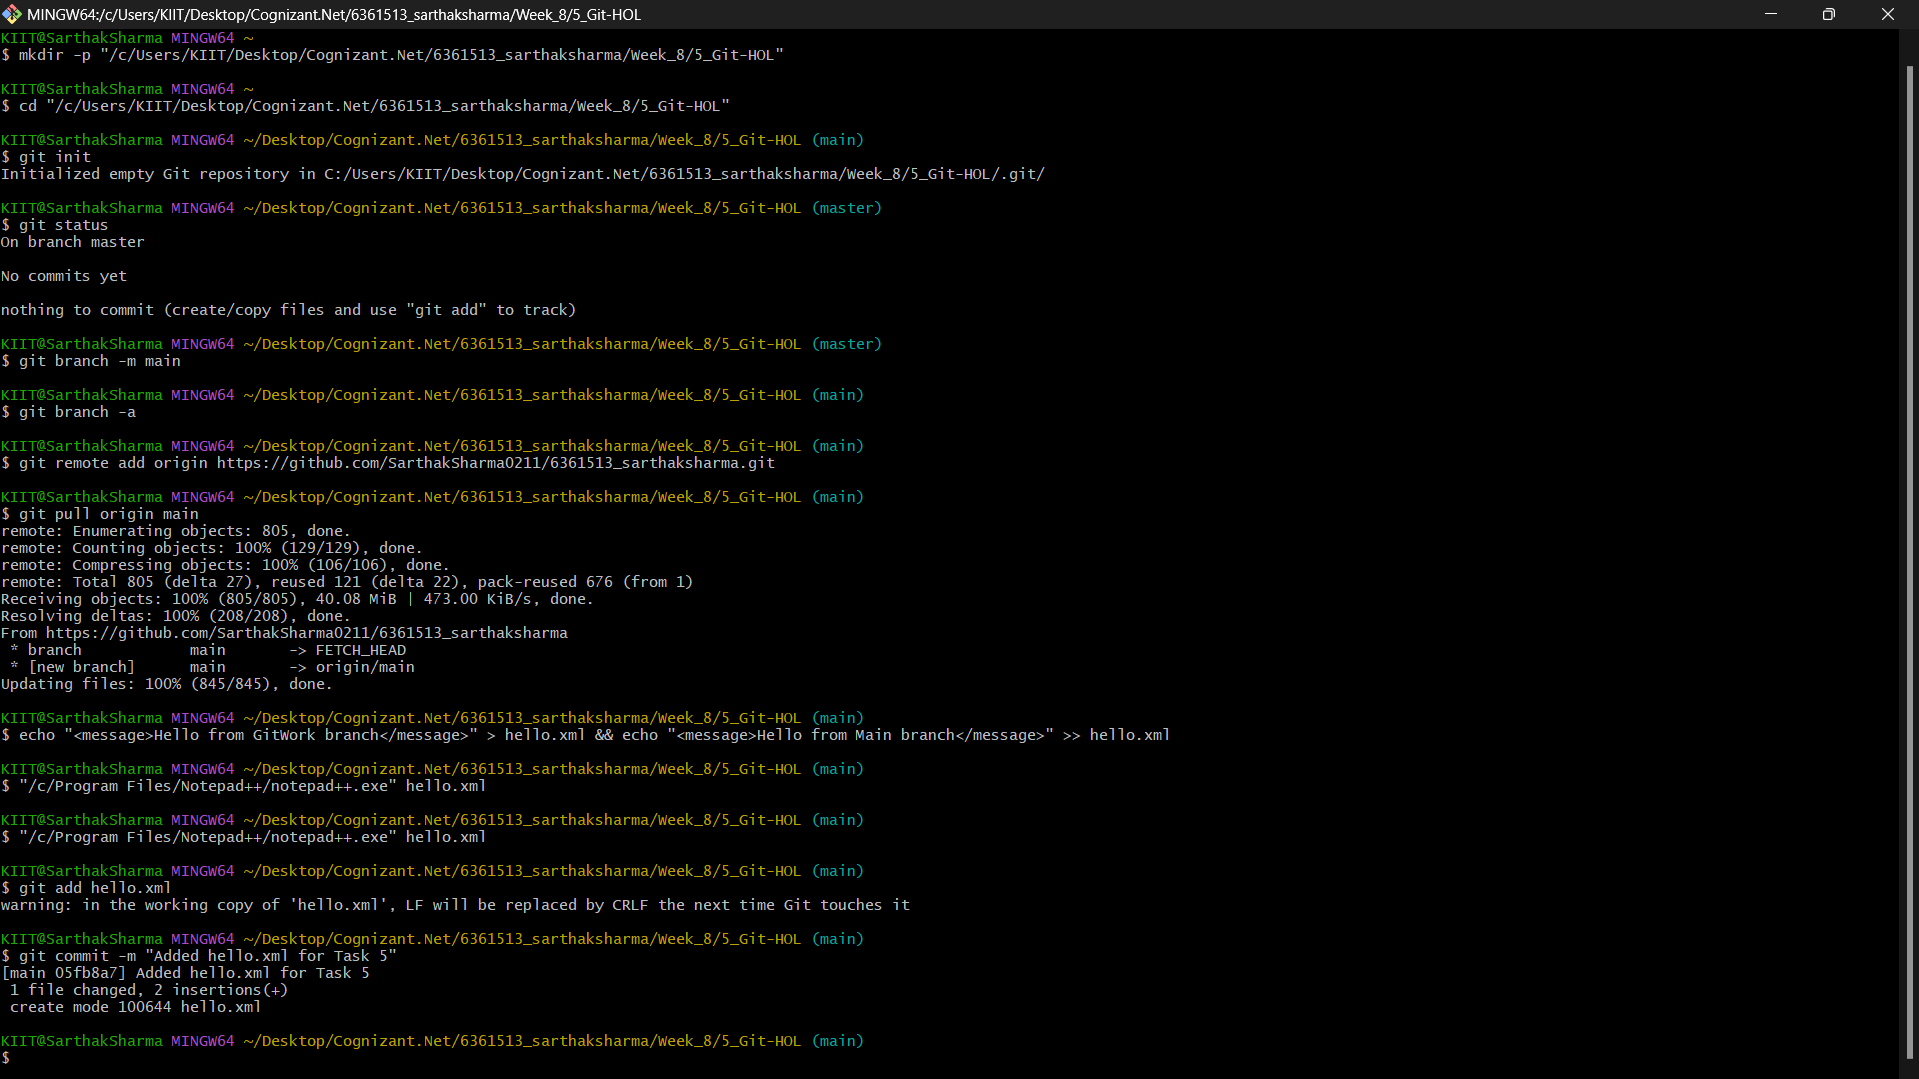 MINGW64:/c/Users/KIIT/Desktop/Cognizant.Net/6361513_sarthaksharma/Week_8/5_Git-HOL
KIIT@SarthakSharma MINGW64 ~
$ mkdir -p "/c/Users/KIIT/Desktop/Cognizant.Net/6361513_sarthaksharma/Week_8/5_Git-HOL"

KIIT@SarthakSharma MINGW64 ~
$ cd "/c/Users/KIIT/Desktop/Cognizant.Net/6361513_sarthaksharma/Week_8/5_Git-HOL"

KIIT@SarthakSharma MINGW64 ~/Desktop/Cognizant.Net/6361513_sarthaksharma/Week_8/5_Git-HOL (main)
$ git init
Initialized empty Git repository in C:/Users/KIIT/Desktop/Cognizant.Net/6361513_sarthaksharma/Week_8/5_Git-HOL/.git/

KIIT@SarthakSharma MINGW64 ~/Desktop/Cognizant.Net/6361513_sarthaksharma/Week_8/5_Git-HOL (master)
$ git status
On branch master

No commits yet

nothing to commit (create/copy files and use "git add" to track)

KIIT@SarthakSharma MINGW64 ~/Desktop/Cognizant.Net/6361513_sarthaksharma/Week_8/5_Git-HOL (master)
$ git branch -m main

KIIT@SarthakSharma MINGW64 ~/Desktop/Cognizant.Net/6361513_sarthaksharma/Week_8/5_Git-HOL (main)
$ git branch -a

KIIT@SarthakSharma MINGW64 ~/Desktop/Cognizant.Net/6361513_sarthaksharma/Week_8/5_Git-HOL (main)
$ git remote add origin https://github.com/SarthakSharma0211/6361513_sarthaksharma.git

KIIT@SarthakSharma MINGW64 ~/Desktop/Cognizant.Net/6361513_sarthaksharma/Week_8/5_Git-HOL (main)
$ git pull origin main
remote: Enumerating objects: 805, done.
remote: Counting objects: 100% (129/129), done.
remote: Compressing objects: 100% (106/106), done.
remote: Total 805 (delta 27), reused 121 (delta 22), pack-reused 676 (from 1)
Receiving objects: 100% (805/805), 40.08 MiB | 473.00 KiB/s, done.
Resolving deltas: 100% (208/208), done.
From https://github.com/SarthakSharma0211/6361513_sarthaksharma
 * branch            main       -> FETCH_HEAD
 * [new branch]      main       -> origin/main
Updating files: 100% (845/845), done.

KIIT@SarthakSharma MINGW64 ~/Desktop/Cognizant.Net/6361513_sarthaksharma/Week_8/5_Git-HOL (main)
$ echo "<message>Hello from GitWork branch</message>" > hello.xml && echo "<message>Hello from Main branch</message>" >> hello.xml

KIIT@SarthakSharma MINGW64 ~/Desktop/Cognizant.Net/6361513_sarthaksharma/Week_8/5_Git-HOL (main)
$ "/c/Program Files/Notepad++/notepad++.exe" hello.xml

KIIT@SarthakSharma MINGW64 ~/Desktop/Cognizant.Net/6361513_sarthaksharma/Week_8/5_Git-HOL (main)
$ "/c/Program Files/Notepad++/notepad++.exe" hello.xml

KIIT@SarthakSharma MINGW64 ~/Desktop/Cognizant.Net/6361513_sarthaksharma/Week_8/5_Git-HOL (main)
$ git add hello.xml
warning: in the working copy of 'hello.xml', LF will be replaced by CRLF the next time Git touches it

KIIT@SarthakSharma MINGW64 ~/Desktop/Cognizant.Net/6361513_sarthaksharma/Week_8/5_Git-HOL (main)
$ git commit -m "Added hello.xml for Task 5"
[main 05fb8a7] Added hello.xml for Task 5
 1 file changed, 2 insertions(+)
 create mode 100644 hello.xml

KIIT@SarthakSharma MINGW64 ~/Desktop/Cognizant.Net/6361513_sarthaksharma/Week_8/5_Git-HOL (main)
$